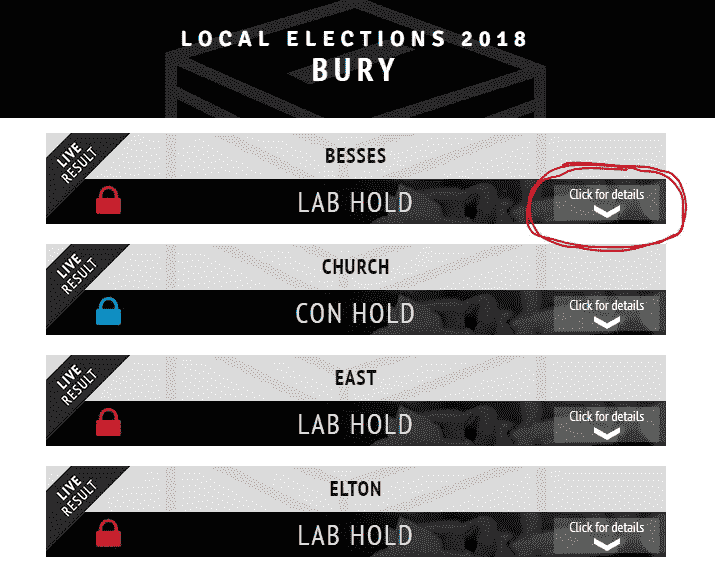 LOCAL ELECTIONS 2018
BURY
LIVE
RESULT
BESSES
LAB HOLD
Click for details
LIVE
RESULT
CHURCH
CON HOLD
Click for details
LIVE
RESULT
EAST
LAB HOLD
Click for details
LIVE
RESULT
ELTON
LAB HOLD
Click for details